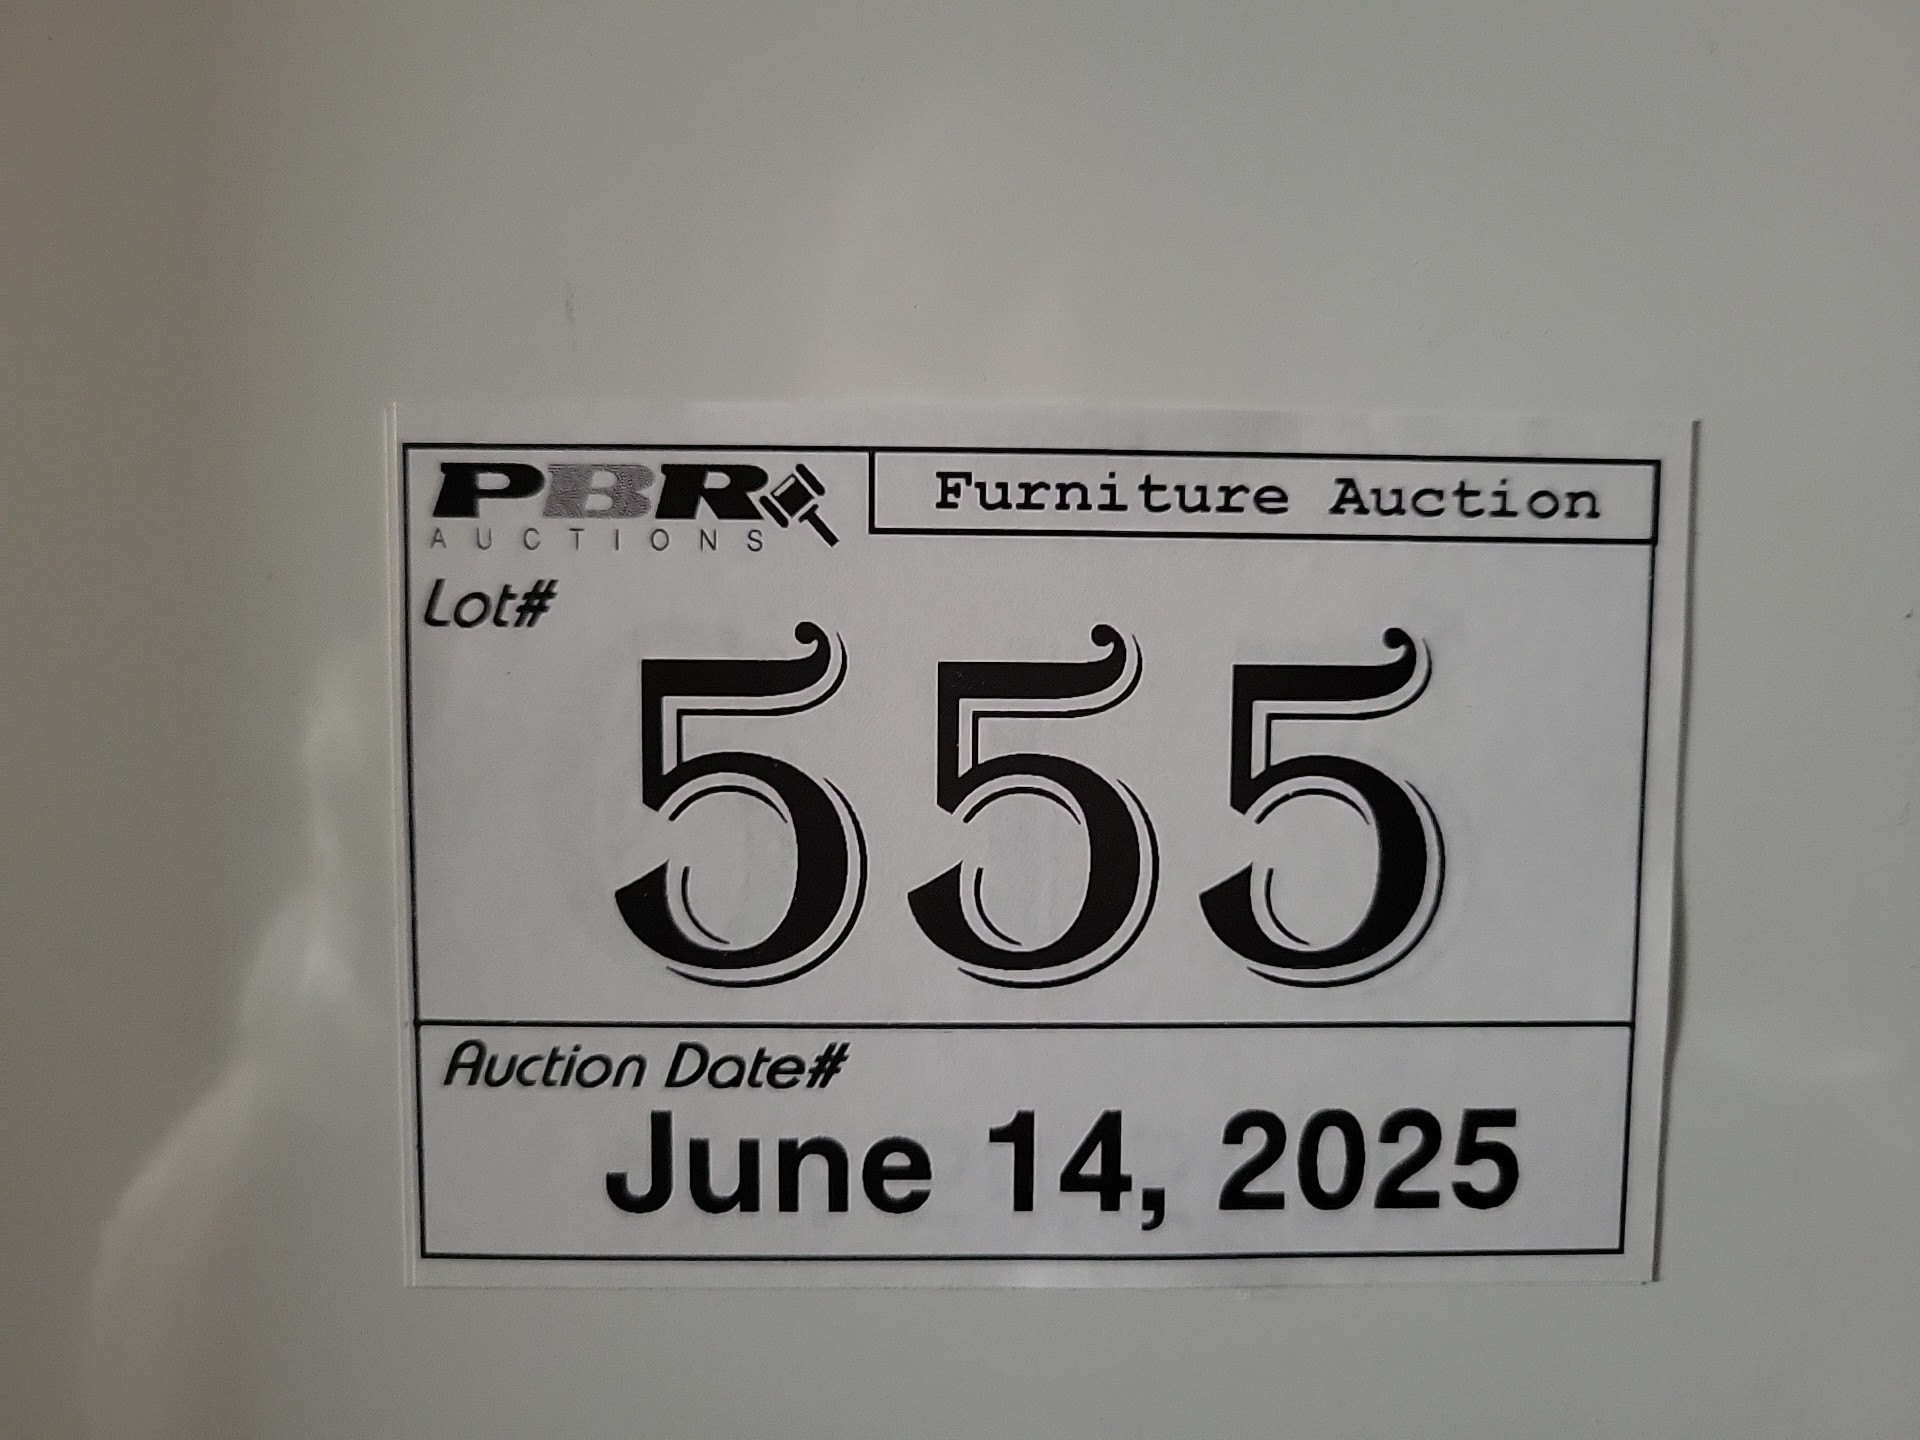 PBR
AUCTIONS
Furniture Auction
Lot#
555
Auction Date#
June 14, 2025